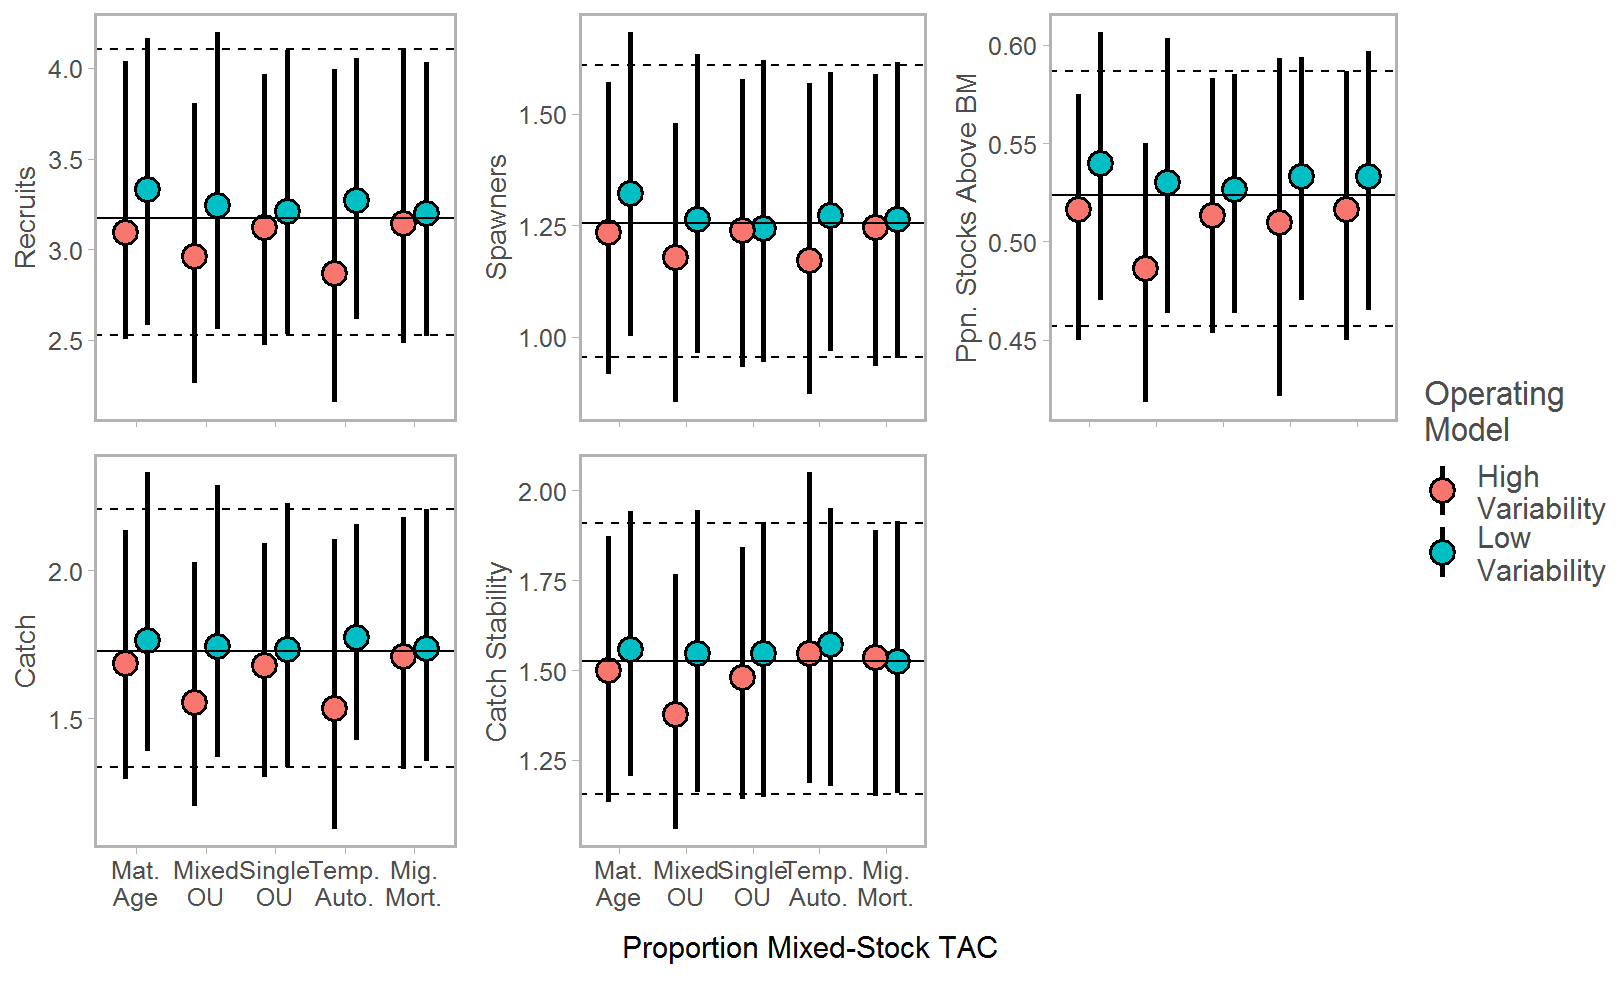 Recruits
4.0
3.5
3.0
2.5
Spawners
1.50
1.25
1.00
Ppn. Stocks Above BM
0.60
0.55
0.50
0.45
Operating
Model
High
Variability
Low
Variability
Catch
2.0
1.5
Mat. Mixed Single Temp. Mig.
Age OU OU Auto. Mort.
Catch Stability
2.00
1.75
1.50
1.25
Mat. Mixed Single Temp. Mig.
Age OU OU Auto. Mort.
Proportion Mixed-Stock TAC